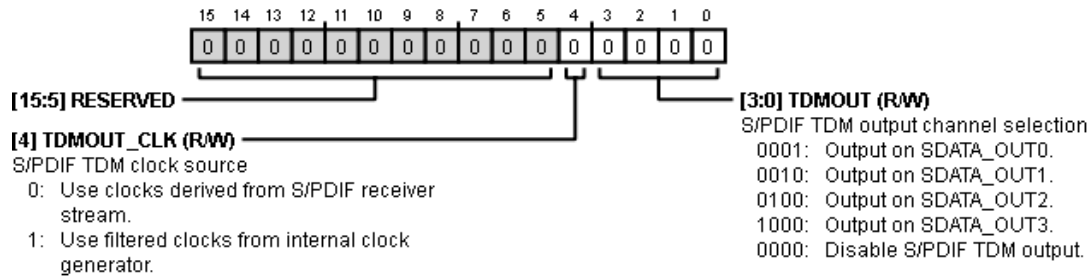 15 14 13 12 11 10 9 8 7 6 5 4 3 2 1 0
0 0 0 0 0 0 0 0 0 0 0 0 0 0 0 0
[15:5] RESERVED
[4] TDMOUT_CLK (R/W)
S/PDIF TDM clock source
0: Use clocks derived from S/PDIF receiver
stream.
1: Use filtered clocks from internal clock
generator.
[3:0] TDMOUT (R/W)
S/PDIF TDM output channel selection
0001: Output on SDATA_OUT0.
0010: Output on SDATA_OUT1.
0100: Output on SDATA_OUT2.
1000: Output on SDATA_OUT3.
0000: Disable S/PDIF TDM output.